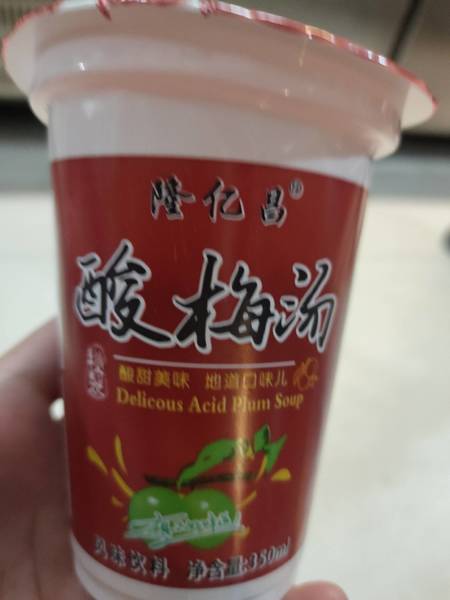 隆亿昌®
酸梅汤
酸甜美味 地道口味儿
Delicous Acid Plum Soup
风味饮料 净含量:350ml